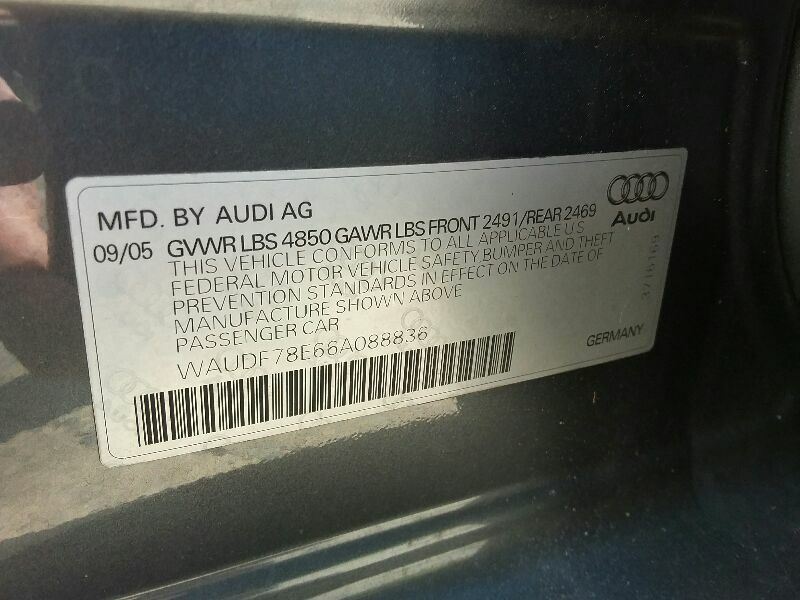 MFD. BY AUDI AG
09/05 GVWR LBS 4850 GAWR LBS FRONT 2491/REAR 2469
Audi
THIS VEHICLE CONFORMS TO ALL APPLICABLE U.S
FEDERAL MOTOR VEHICLE SAFETY BUMPER AND THEFT
PREVENTION STANDARDS IN EFFECT ON THE DATE OF
MANUFACTURE SHOWN ABOVE
PASSENGER CAR
WAUDF78E66A088836
GERMANY
3716169